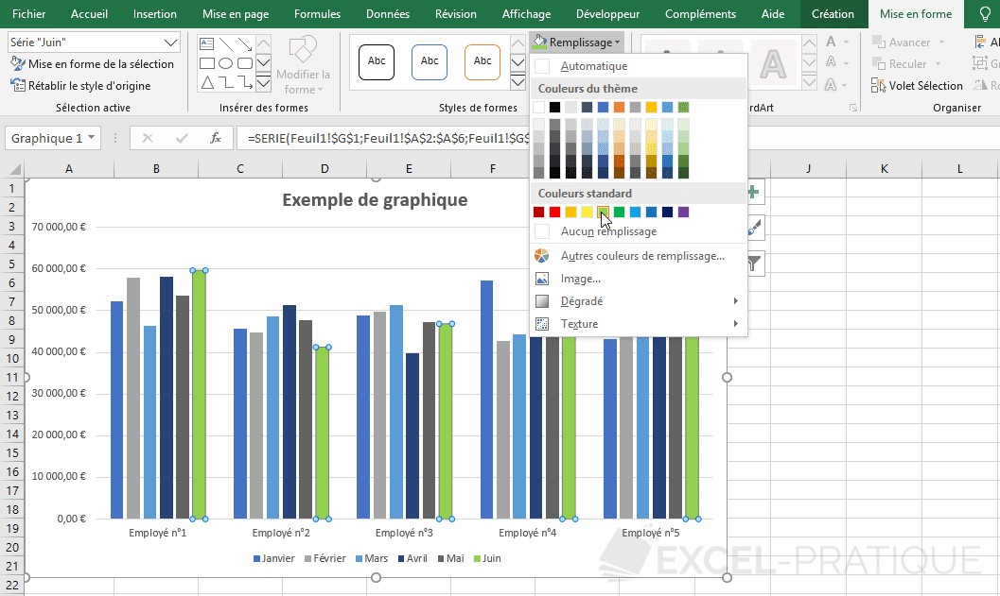 Fichier Accueil Insertion Mise en page Formules Données Révision Affichage Développeur Compléments Aide Création Mise en forme
Série "Juin"
Mise en forme de la sélection
Rétablir le style d'origine
Sélection active
Modifier la
forme
Insérer des formes
Abc Abc Abc
Styles de formes
Remplissage
A
A
A
A
Avancer
Reculer
Volet Sélection
Al
Gr
Ro
rdArt
Organiser
Graphique 1
fx
=SERIE(Feuil1!$G$1;Feuil1!$A$2:$A$6;Feuil1!$G$
Automatique
Couleurs du thème
Couleurs standard
Aucun remplissage
Autres couleurs de remplissage...
Image...
Dégradé
Texture
A B C D E F J K L
1
2
3
4
5
6
7
8
9
10
11
12
13
14
15
16
17
18
19
20
21
22
Exemple de graphique
70 000,00 €
60 000,00 €
50 000,00 €
40 000,00 €
30 000,00 €
20 000,00 €
10 000,00 €
0,00 €
Employé n°1 Employé n°2 Employé n°3 Employé n°4 Employé n°5
Janvier Février Mars Avril Mai Juin
EXCEL-PRATIQUE